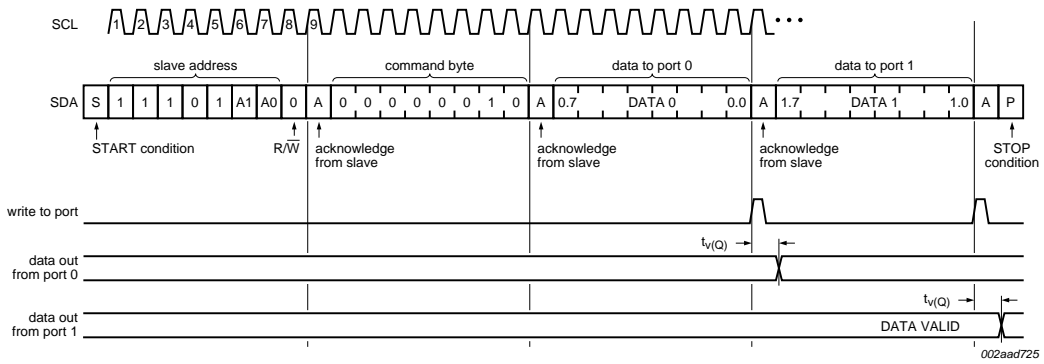 SCL 1 2 3 4 5 6 7 8 9
slave address command byte data to port 0 data to port 1
SDA S 1 1 1 0 1 A1 A0 0 A 0 0 0 0 0 0 1 0 A 0.7 DATA 0 0.0 A 1.7 DATA 1 1.0 A P
START condition R/W̅ acknowledge from slave acknowledge from slave acknowledge from slave STOP condition
write to port
tv(Q)
data out
from port 0
tv(Q)
data out
from port 1 DATA VALID
002aad725